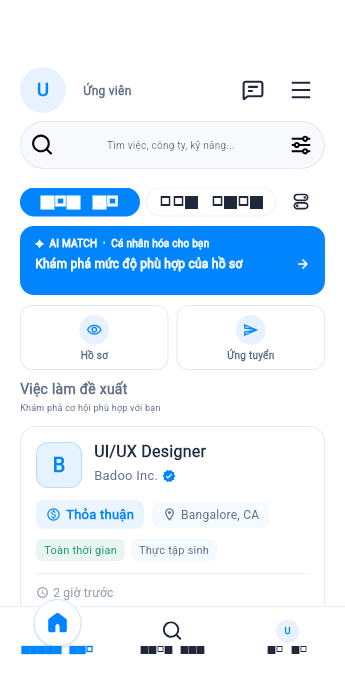 U
Ứng viên
Tìm việc, công ty, kỹ năng...
AI MATCH · Cá nhân hóa cho bạn
Khám phá mức độ phù hợp của hồ sơ
Hồ sơ
Ứng tuyển
Việc làm đề xuất
Khám phá cơ hội phù hợp với bạn
B
UI/UX Designer
Badoo Inc.
Thỏa thuận
Bangalore, CA
Toàn thời gian
Thực tập sinh
2 giờ trước
U